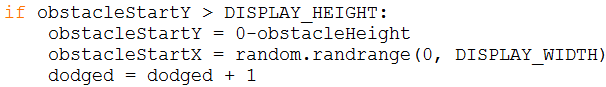 if obstacleStartY > DISPLAY_HEIGHT:
    obstacleStartY = 0-obstacleHeight
    obstacleStartX = random.randrange(0, DISPLAY_WIDTH)
    dodged = dodged + 1